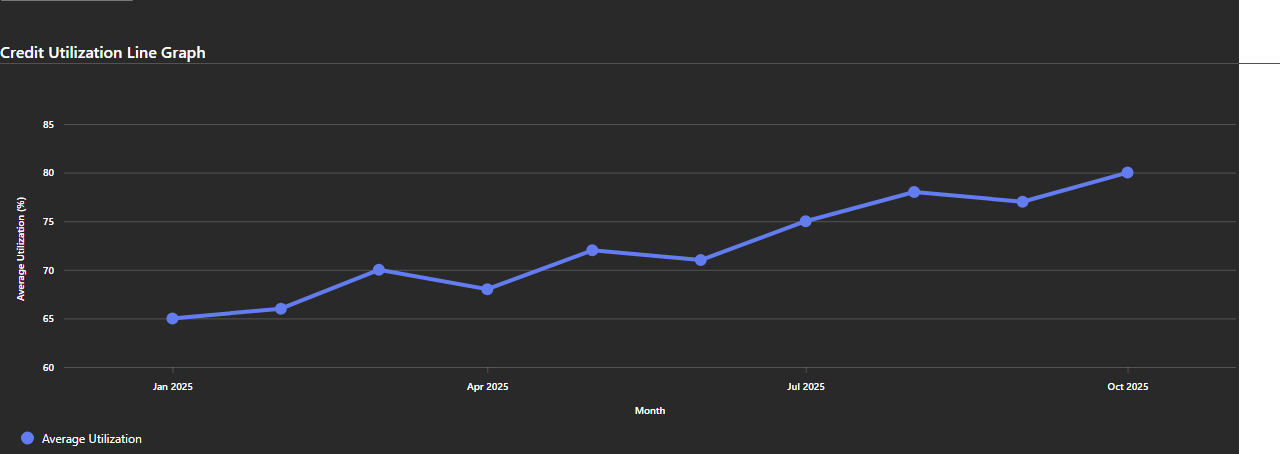 Credit Utilization Line Graph
85
80
75
70
65
60
Average Utilization (%)
Jan 2025
Apr 2025
Jul 2025
Oct 2025
Month
Average Utilization